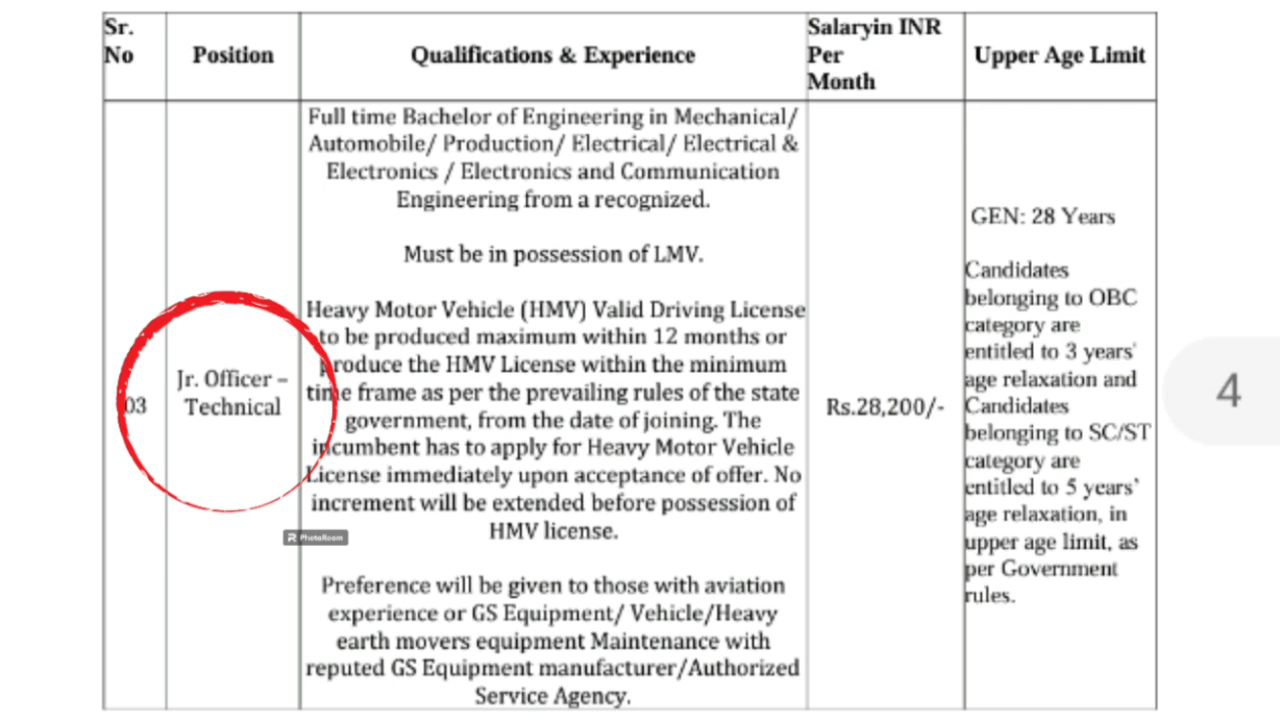 Sr.
No
Position
Qualifications & Experience
Salaryin INR
Per
Month
Upper Age Limit
03
Jr. Officer –
Technical
Full time Bachelor of Engineering in Mechanical/
Automobile/ Production/ Electrical/ Electrical &
Electronics / Electronics and Communication
Engineering from a recognized.
Must be in possession of LMV.
Heavy Motor Vehicle (HMV) Valid Driving License
to be produced maximum within 12 months or
produce the HMV License within the minimum
time frame as per the prevailing rules of the state
government, from the date of joining. The
incumbent has to apply for Heavy Motor Vehicle
License immediately upon acceptance of offer. No
increment will be extended before possession of
HMV license.
Preference will be given to those with aviation
experience or GS Equipment/ Vehicle/Heavy
earth movers equipment Maintenance with
reputed GS Equipment manufacturer/Authorized
Service Agency.
Rs.28,200/-
GEN: 28 Years
Candidates
belonging to OBC
category are
entitled to 3 years'
age relaxation and
Candidates
belonging to SC/ST
category are
entitled to 5 years'
age relaxation, in
upper age limit, as
per Government
rules.
4
PhotoRoom